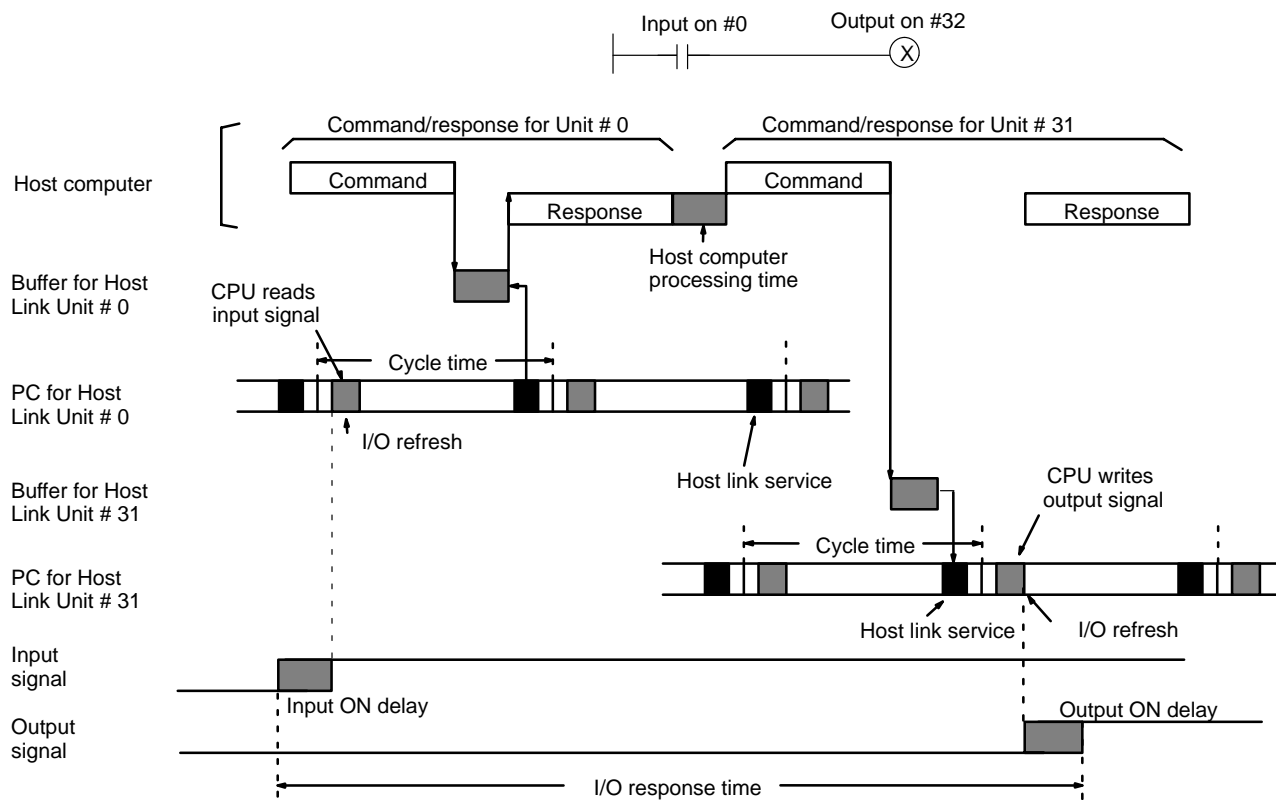 Input on #0
Output on #32
X
Command/response for Unit # 0
Command/response for Unit # 31
Host computer
Command
Command
Response
Response
Host computer
processing time
Buffer for Host
Link Unit # 0
CPU reads
input signal
Cycle time
PC for Host
Link Unit # 0
I/O refresh
Host link service
Buffer for Host
Link Unit # 31
CPU writes
output signal
Cycle time
PC for Host
Link Unit # 31
Host link service
I/O refresh
Input
signal
Input ON delay
Output ON delay
Output
signal
I/O response time